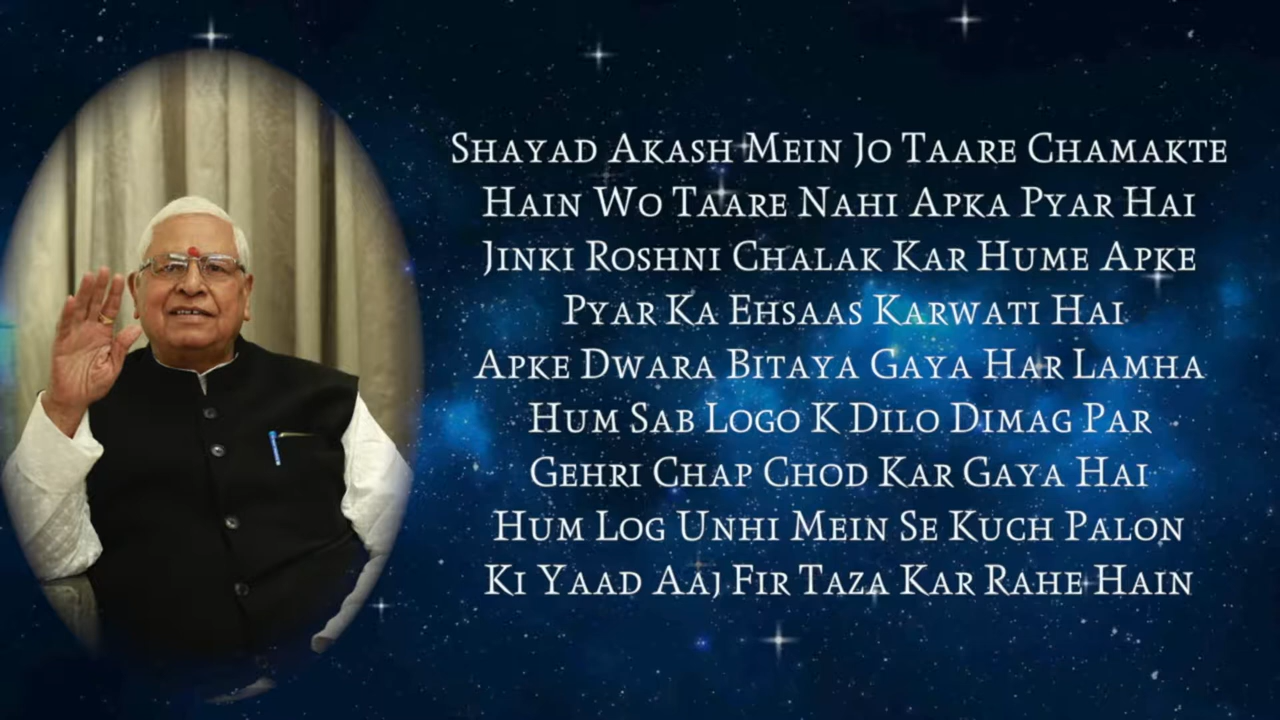 Shayad Akash Mein Jo Taare Chamakte
Hain Wo Taare Nahi Apka Pyar Hai
Jinki Roshni Chalak Kar Hume Apke
Pyar Ka Ehsaas Karwati Hai
Apke Dwara Bitaya Gaya Har Lamha
Hum Sab Logo K Dilo Dimag Par
Gehri Chap Chod Kar Gaya Hai
Hum Log Unhi Mein Se Kuch Palon
Ki Yaad Aaj Fir Taza Kar Rahe Hain